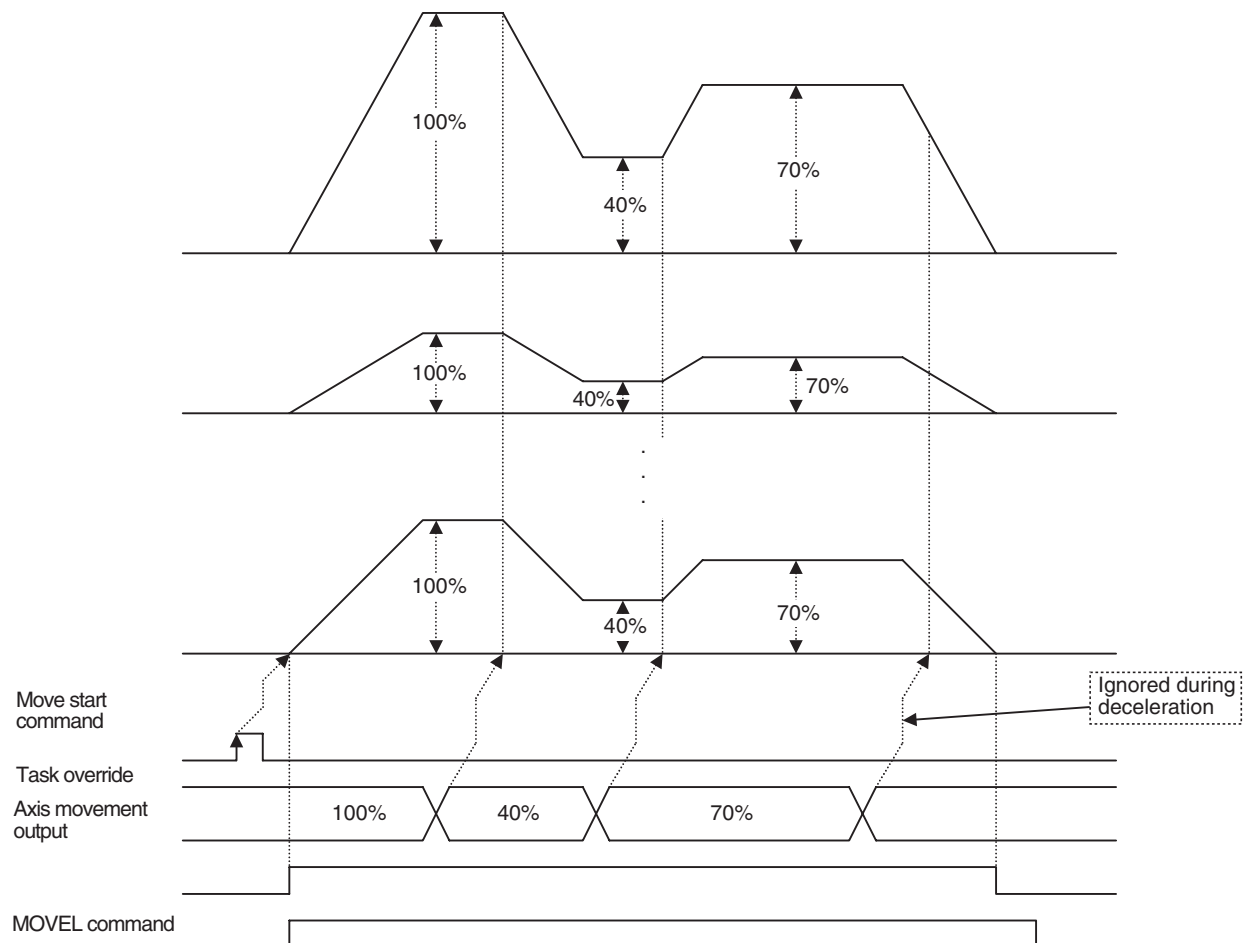 100%
40%
70%
100%
40%
70%
.
.
.
100%
40%
70%
Move start
command
Ignored during
deceleration
Task override
Axis movement
output
100%
40%
70%
MOVEL command